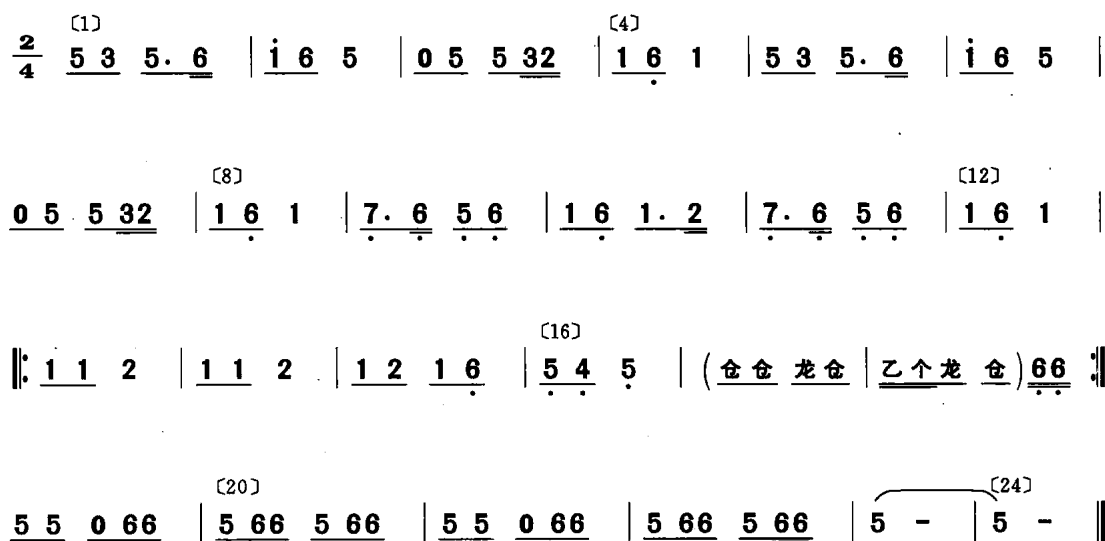 〔1〕 〔4〕
2/4 5 3 5. 6 | i̇ 6 5 | 0 5 5 32 | 1 6̣ 1 | 5 3 5. 6 | i̇ 6 5 |
〔8〕 〔12〕
0 5 5 32 | 1 6̣ 1 | 7̣. 6̣ 5̣ 6̣ | 1 6̣ 1. 2 | 7̣. 6̣ 5̣ 6̣ | 1 6̣ 1 |
〔16〕
‖: 1 1 2 | 1 1 2 | 1 2 1 6̣ | 5̣ 4̣ 5̣ | (仓 仓 龙 仓 | 乙 个 龙 仓) 6̣6̣ :‖
〔20〕 〔24〕
5 5 0 66 | 5 66 5 66 | 5 5 0 66 | 5 66 5 66 | 5 - | 5 - ‖